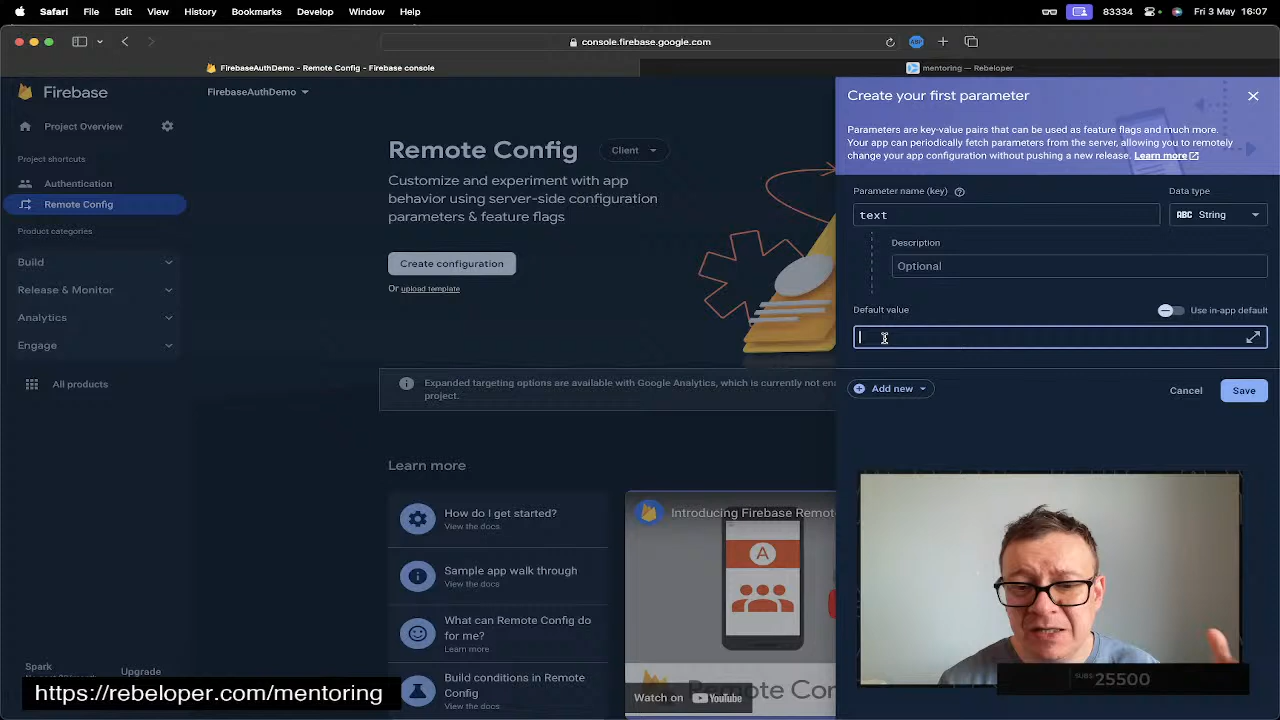 Safari File Edit View History Bookmarks Develop Window Help 83334 Fri 3 May 16:07
console.firebase.google.com
ABP
FirebaseAuthDemo - Remote Config - Firebase console
mentoring — Rebeloper
Firebase
Project Overview
Project shortcuts
Authentication
Remote Config
Product categories
Build
Release & Monitor
Analytics
Engage
All products
Spark
Upgrade
FirebaseAuthDemo
Remote Config
Client
Customize and experiment with app
behavior using server-side configuration
parameters & feature flags
Create configuration
Or upload template
Expanded targeting options are available with Google Analytics, which is currently not ena
project.
Learn more
How do I get started?
View the docs
Sample app walk through
View the docs
What can Remote Config do
for me?
Learn more
Build conditions in Remote
Config
View the docs
Introducing Firebase Remote
A
Remote Conf
Watch on YouTube
Create your first parameter
Parameters are key-value pairs that can be used as feature flags and much more.
Your app can periodically fetch parameters from the server, allowing you to remotely
change your app configuration without pushing a new release. Learn more
Parameter name (key)
Data type
text
ABC String
Description
Optional
Default value
Use in-app default
Add new
Cancel
Save
SUBS 25500
https://rebeloper.com/mentoring